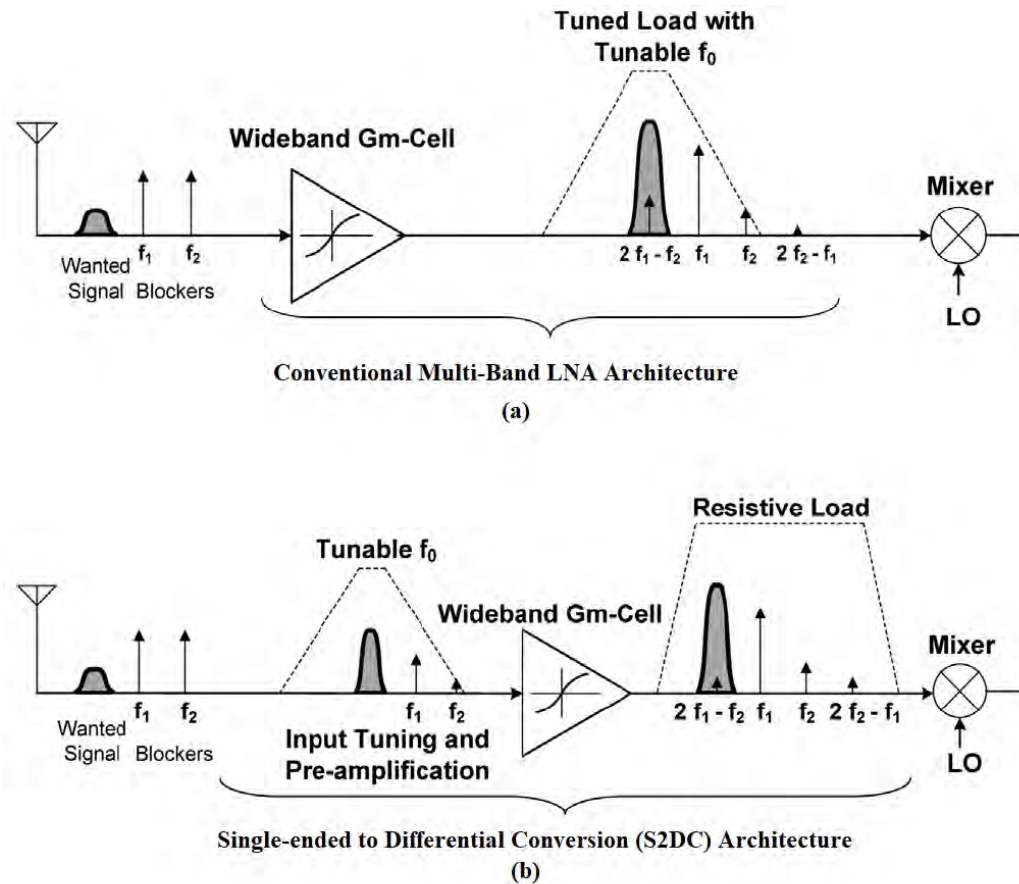 Tuned Load with
Tunable f₀
Wideband Gm-Cell
Mixer
f₁ f₂
2 f₁ - f₂ f₁ f₂ 2 f₂ - f₁
Wanted
Signal Blockers
LO
Conventional Multi-Band LNA Architecture
(a)
Resistive Load
Tunable f₀
Wideband Gm-Cell
Mixer
f₁ f₂
f₁ f₂
2 f₁ - f₂ f₁ f₂ 2 f₂ - f₁
Wanted
Signal Blockers
Input Tuning and
Pre-amplification
LO
Single-ended to Differential Conversion (S2DC) Architecture
(b)